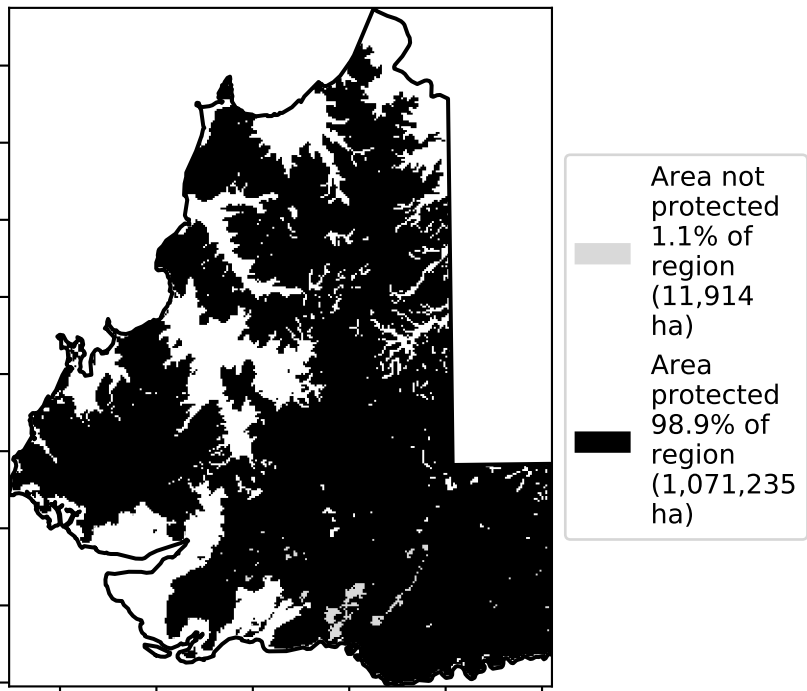 Area not
protected
1.1% of
region
(11,914
ha)
Area
protected
98.9% of
region
(1,071,235
ha)